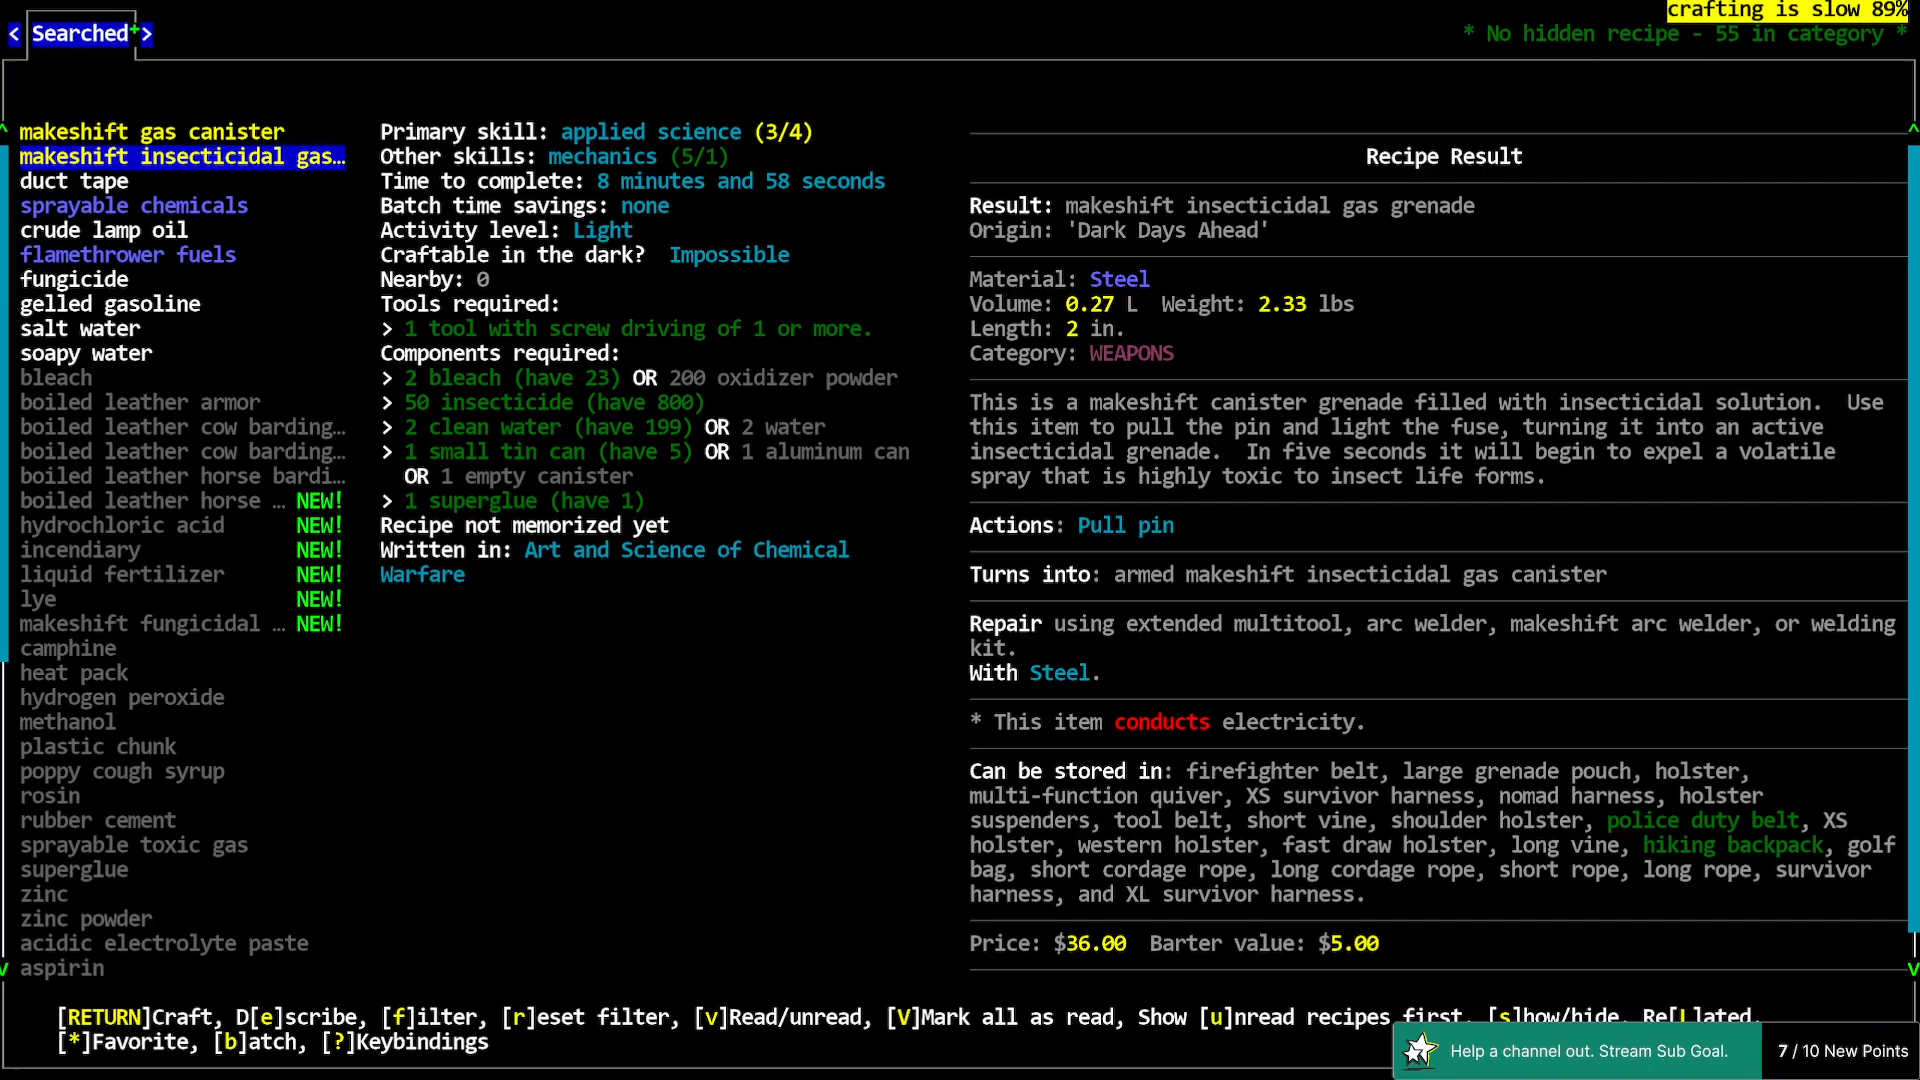 crafting is slow 89%
< Searched+ >
* No hidden recipe - 55 in category *
makeshift gas canister
makeshift insecticidal gas…
duct tape
sprayable chemicals
crude lamp oil
flamethrower fuels
fungicide
gelled gasoline
salt water
soapy water
bleach
boiled leather armor
boiled leather cow barding…
boiled leather cow barding…
boiled leather horse bardi…
boiled leather horse … NEW!
hydrochloric acid NEW!
incendiary NEW!
liquid fertilizer NEW!
lye NEW!
makeshift fungicidal … NEW!
camphine
heat pack
hydrogen peroxide
methanol
plastic chunk
poppy cough syrup
rosin
rubber cement
sprayable toxic gas
superglue
zinc
zinc powder
acidic electrolyte paste
aspirin
Primary skill: applied science (3/4)
Other skills: mechanics (5/1)
Time to complete: 8 minutes and 58 seconds
Batch time savings: none
Activity level: Light
Craftable in the dark? Impossible
Nearby: 0
Tools required:
> 1 tool with screw driving of 1 or more.
Components required:
> 2 bleach (have 23) OR 200 oxidizer powder
> 50 insecticide (have 800)
> 2 clean water (have 199) OR 2 water
> 1 small tin can (have 5) OR 1 aluminum can
OR 1 empty canister
> 1 superglue (have 1)
Recipe not memorized yet
Written in: Art and Science of Chemical
Warfare
Recipe Result
Result: makeshift insecticidal gas grenade
Origin: 'Dark Days Ahead'
Material: Steel
Volume: 0.27 L Weight: 2.33 lbs
Length: 2 in.
Category: WEAPONS
This is a makeshift canister grenade filled with insecticidal solution. Use
this item to pull the pin and light the fuse, turning it into an active
insecticidal grenade. In five seconds it will begin to expel a volatile
spray that is highly toxic to insect life forms.
Actions: Pull pin
Turns into: armed makeshift insecticidal gas canister
Repair using extended multitool, arc welder, makeshift arc welder, or welding
kit.
With Steel.
* This item conducts electricity.
Can be stored in: firefighter belt, large grenade pouch, holster,
multi-function quiver, XS survivor harness, nomad harness, holster
suspenders, tool belt, short vine, shoulder holster, police duty belt, XS
holster, western holster, fast draw holster, long vine, hiking backpack, golf
bag, short cordage rope, long cordage rope, short rope, long rope, survivor
harness, and XL survivor harness.
Price: $36.00 Barter value: $5.00
[RETURN]Craft, D[e]scribe, [f]ilter, [r]eset filter, [v]Read/unread, [V]Mark all as read, Show [u]nread recipes first, [s]how/hide, Re[L]lated,
[*]Favorite, [b]atch, [?]Keybindings
Help a channel out. Stream Sub Goal.
7 / 10 New Points